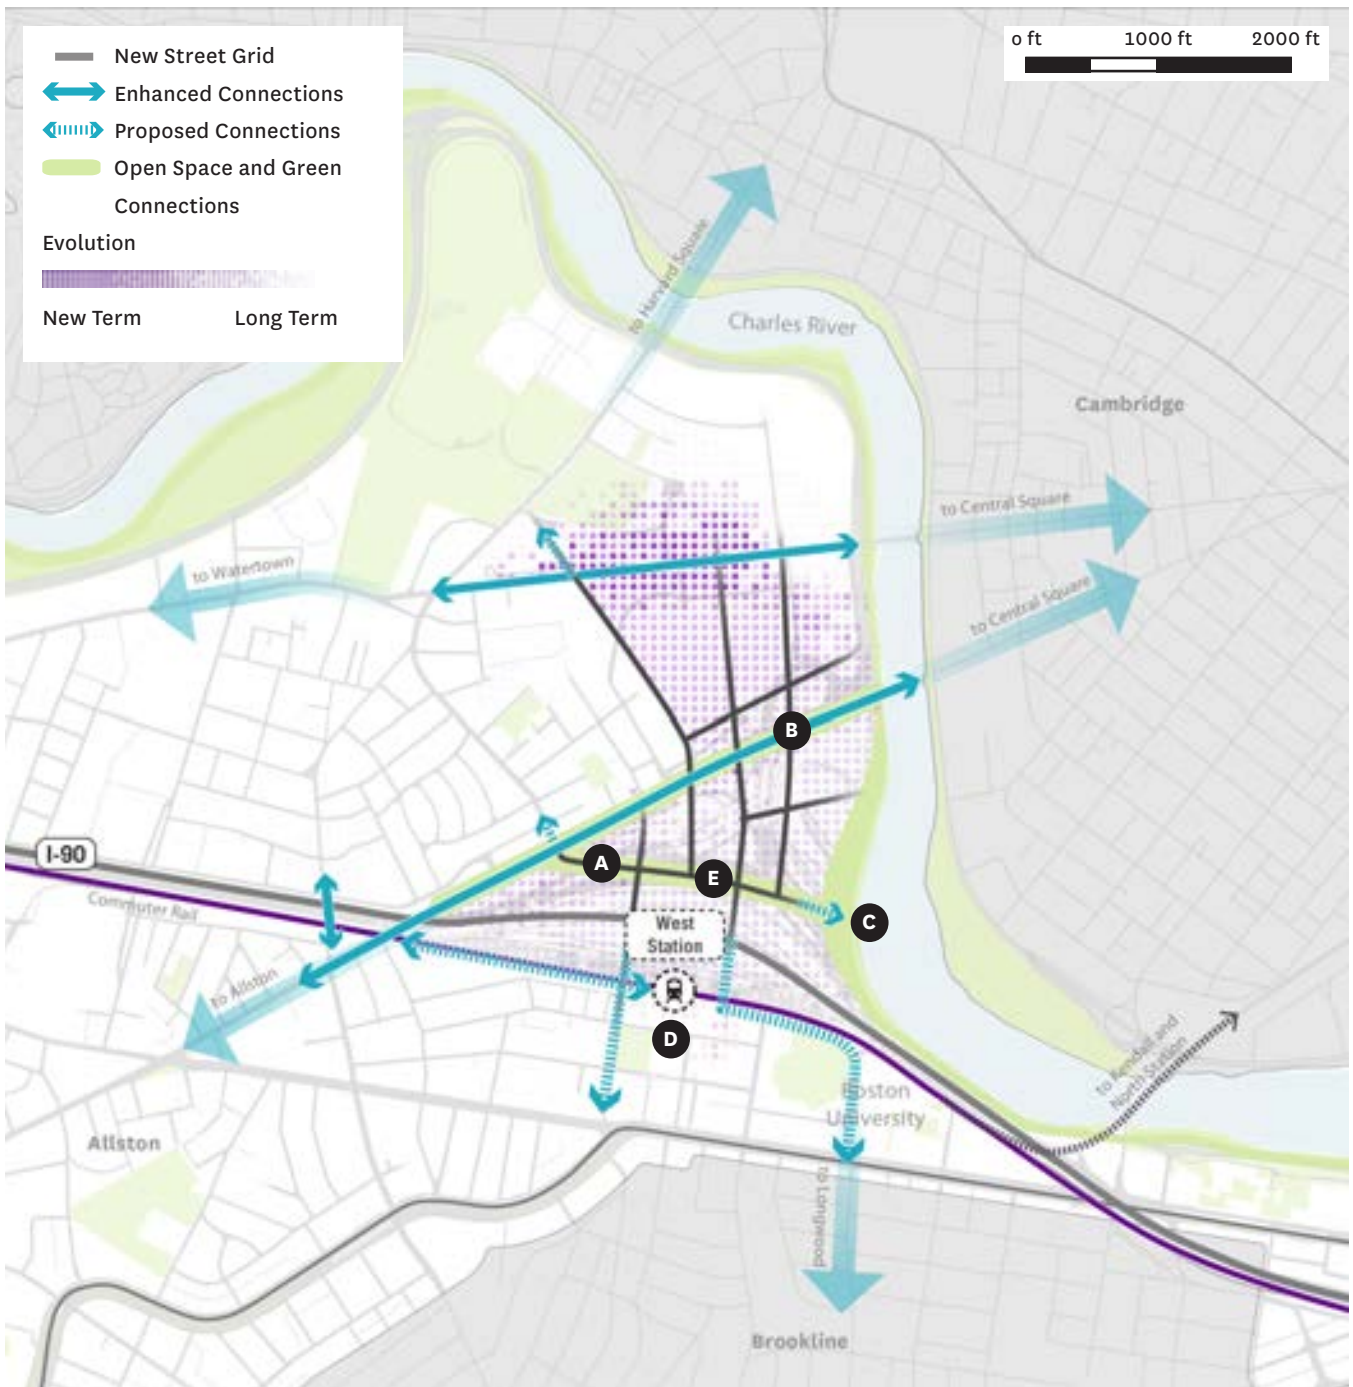 New Street Grid
Enhanced Connections
Proposed Connections
Open Space and Green
Connections
Evolution
New Term
Long Term
0 ft
1000 ft
2000 ft
to Harvard Square
Charles River
Cambridge
to Central Square
to Watertown
to Central Square
B
I-90
A
E
Commuter Rail
C
West
Station
to Allston
D
to Kendall and
North Station
Boston
University
Allston
to Longwood
Brookline